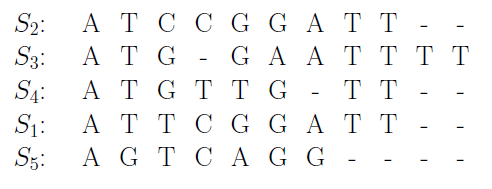 S₂: A T C C G G A T T - -
S₃: A T G - G A A T T T T
S₄: A T G T T G - T T - -
S₁: A T T C G G A T T - -
S₅: A G T C A G G - - - -